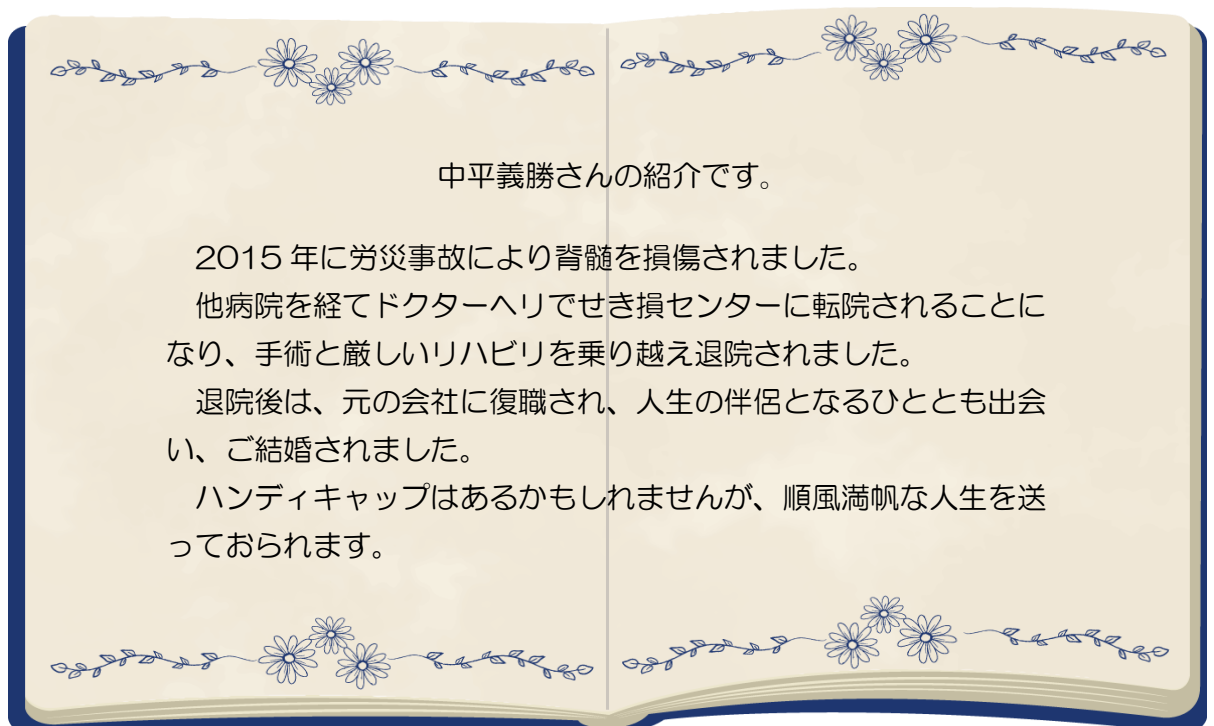 中平義勝さんの紹介です。
　2015年に労災事故により脊髄を損傷されました。
　他病院を経てドクターヘリでせき損センターに転院されることに
なり、手術と厳しいリハビリを乗り越え退院されました。
　退院後は、元の会社に復職され、人生の伴侶となるひととも出会
い、ご結婚されました。
　ハンディキャップはあるかもしれませんが、順風満帆な人生を送
っておられます。